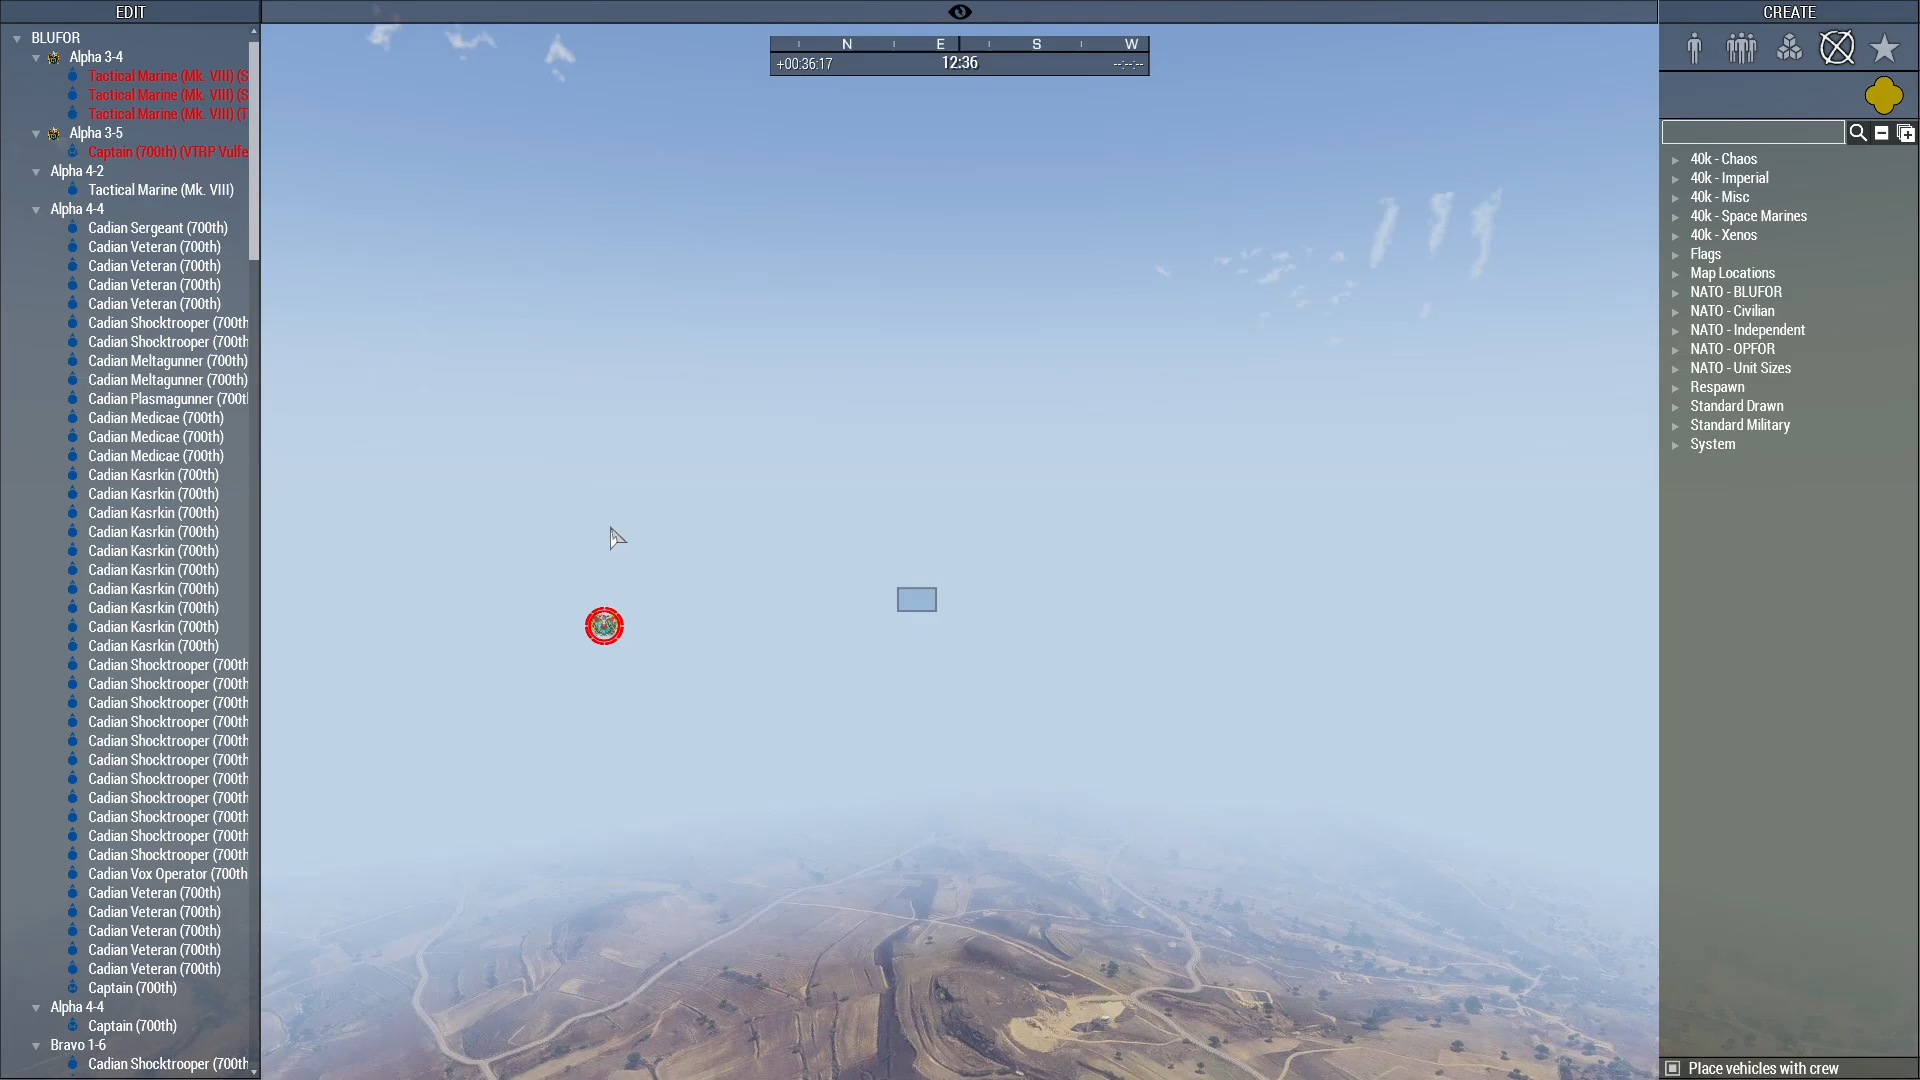 EDIT
BLUFOR
Alpha 3-4
Tactical Marine (Mk. VIII) (S
Tactical Marine (Mk. VIII) (S
Tactical Marine (Mk. VIII) (T
Alpha 3-5
Captain (700th) (VTRP Vulfe
Alpha 4-2
Tactical Marine (Mk. VIII)
Alpha 4-4
Cadian Sergeant (700th)
Cadian Veteran (700th)
Cadian Veteran (700th)
Cadian Veteran (700th)
Cadian Veteran (700th)
Cadian Shocktrooper (700th
Cadian Shocktrooper (700th
Cadian Meltagunner (700th)
Cadian Meltagunner (700th)
Cadian Plasmagunner (700t
Cadian Medicae (700th)
Cadian Medicae (700th)
Cadian Medicae (700th)
Cadian Kasrkin (700th)
Cadian Kasrkin (700th)
Cadian Kasrkin (700th)
Cadian Kasrkin (700th)
Cadian Kasrkin (700th)
Cadian Kasrkin (700th)
Cadian Kasrkin (700th)
Cadian Kasrkin (700th)
Cadian Kasrkin (700th)
Cadian Kasrkin (700th)
Cadian Shocktrooper (700th
Cadian Shocktrooper (700th
Cadian Shocktrooper (700th
Cadian Shocktrooper (700th
Cadian Shocktrooper (700th
Cadian Shocktrooper (700th
Cadian Shocktrooper (700th
Cadian Shocktrooper (700th
Cadian Shocktrooper (700th
Cadian Shocktrooper (700th
Cadian Shocktrooper (700th
Cadian Vox Operator (700th
Cadian Veteran (700th)
Cadian Veteran (700th)
Cadian Veteran (700th)
Cadian Veteran (700th)
Cadian Veteran (700th)
Captain (700th)
Alpha 4-4
Captain (700th)
Bravo 1-6
Cadian Shocktrooper (700th
N E S W
+00:36:17 12:36 --:--:--
CREATE
40k - Chaos
40k - Imperial
40k - Misc
40k - Space Marines
40k - Xenos
Flags
Map Locations
NATO - BLUFOR
NATO - Civilian
NATO - Independent
NATO - OPFOR
NATO - Unit Sizes
Respawn
Standard Drawn
Standard Military
System
Place vehicles with crew